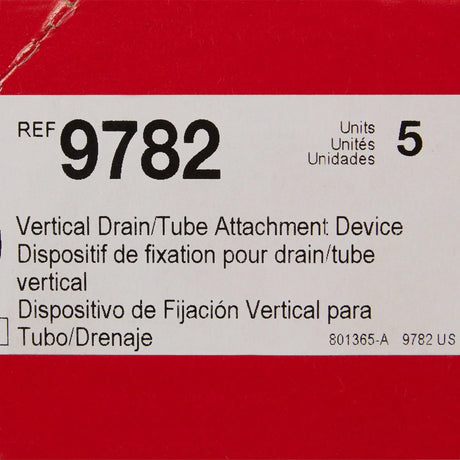 REF 9782
Units 5
Unités
Unidades
Vertical Drain/Tube Attachment Device
Dispositif de fixation pour drain/tube
vertical
Dispositivo de Fijación Vertical para
Tubo/Drenaje
801365-A 9782 US